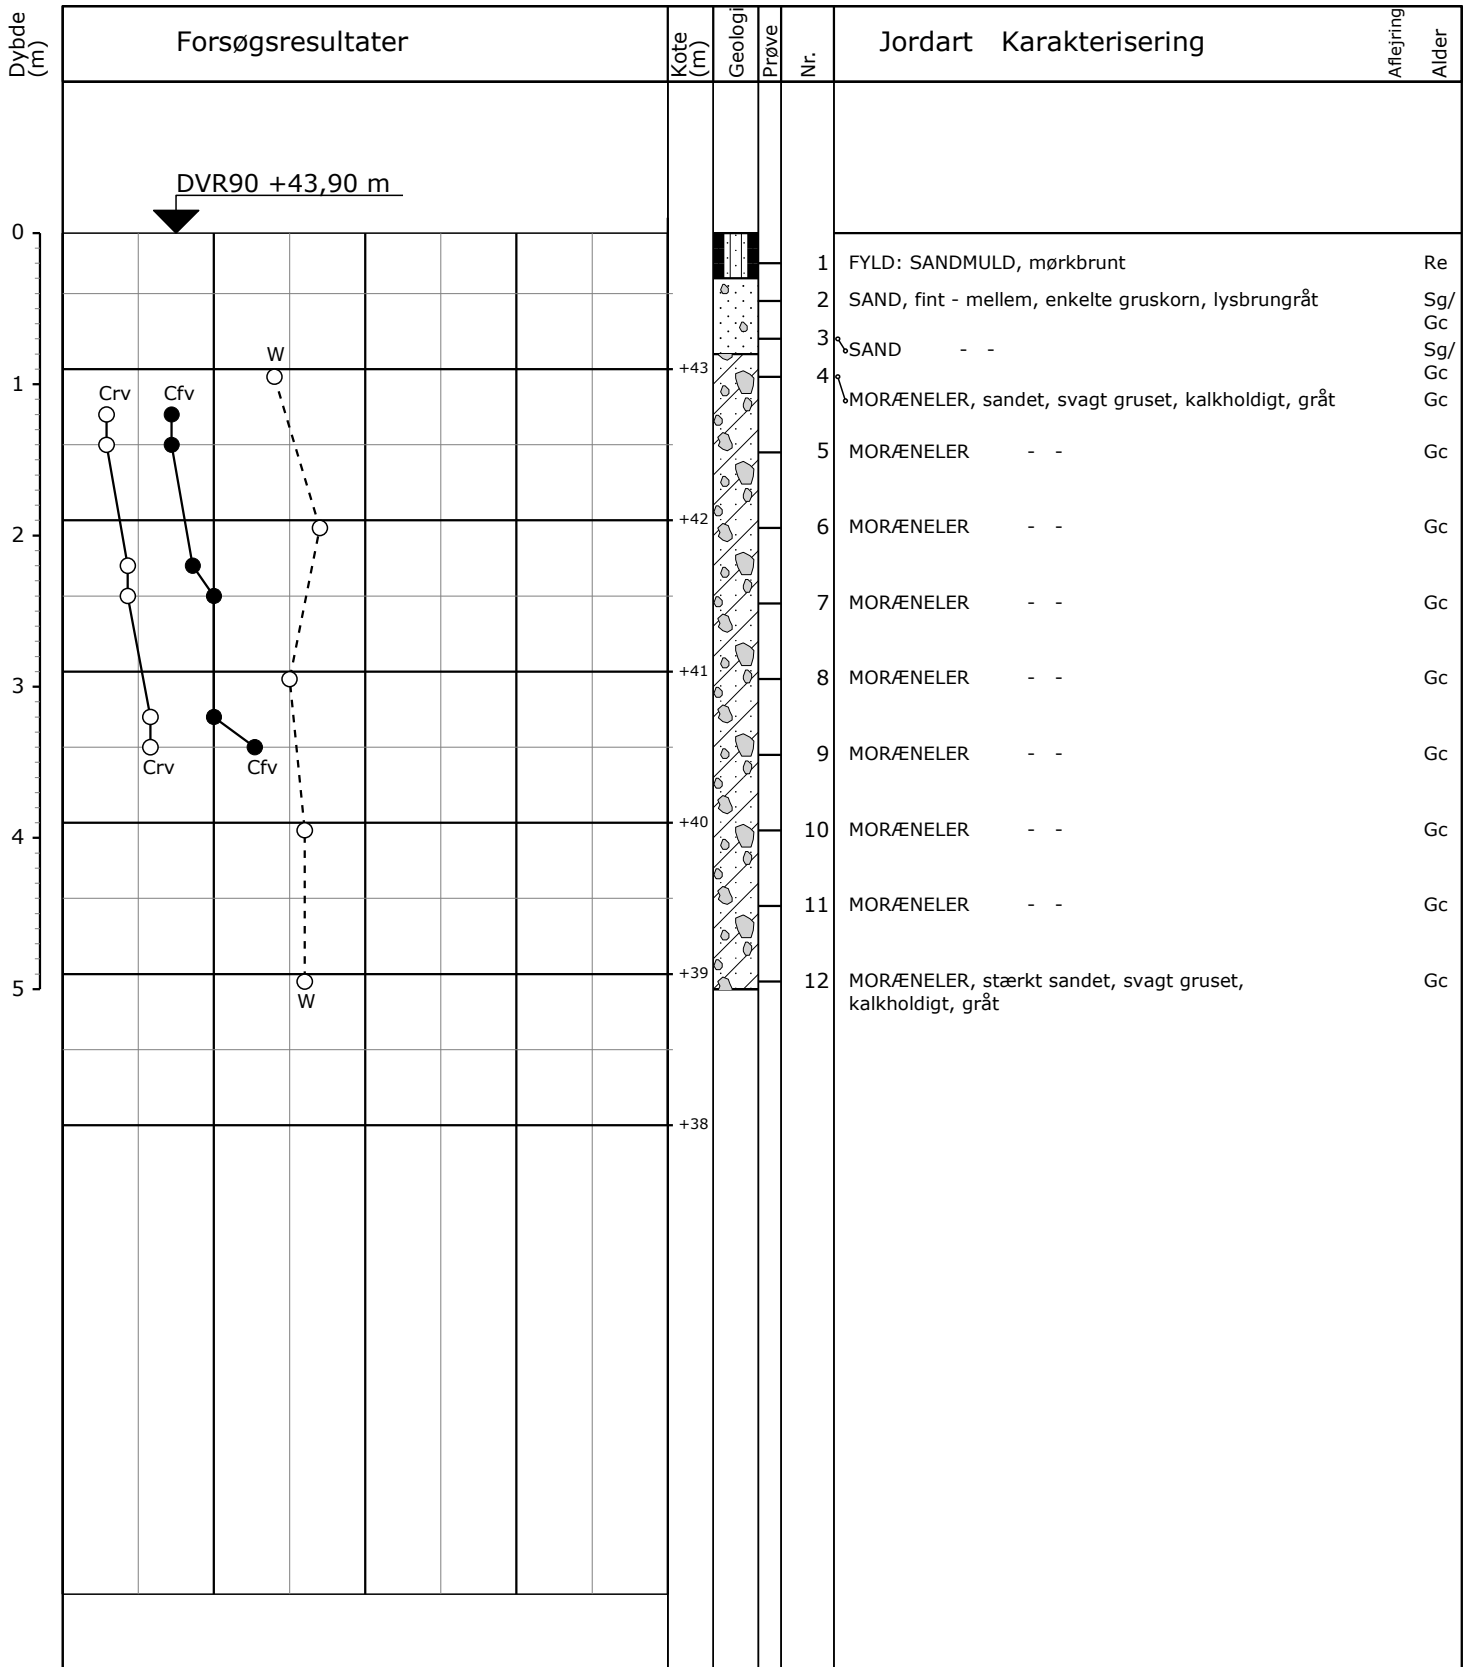 Dybde (m)
Forsøgsresultater
Kote (m)
Geologi
Prøve
Nr.
Jordart Karakterisering
Aflejring
Alder
DVR90 +43,90 m
0
1 FYLD: SANDMULD, mørkbrunt Re
2 SAND, fint - mellem, enkelte gruskorn, lysbrungråt Sg/
Gc
3 SAND - - Sg/
Gc
W
+43
1
4 MORÆNELER, sandet, svagt gruset, kalkholdigt, gråt Gc
Crv Cfv
5 MORÆNELER - - Gc
+42
2
6 MORÆNELER - - Gc
7 MORÆNELER - - Gc
+41
3
8 MORÆNELER - - Gc
9 MORÆNELER - - Gc
Crv Cfv
+40
4
10 MORÆNELER - - Gc
11 MORÆNELER - - Gc
+39
5
12 MORÆNELER, stærkt sandet, svagt gruset, Gc
kalkholdigt, gråt
W
+38